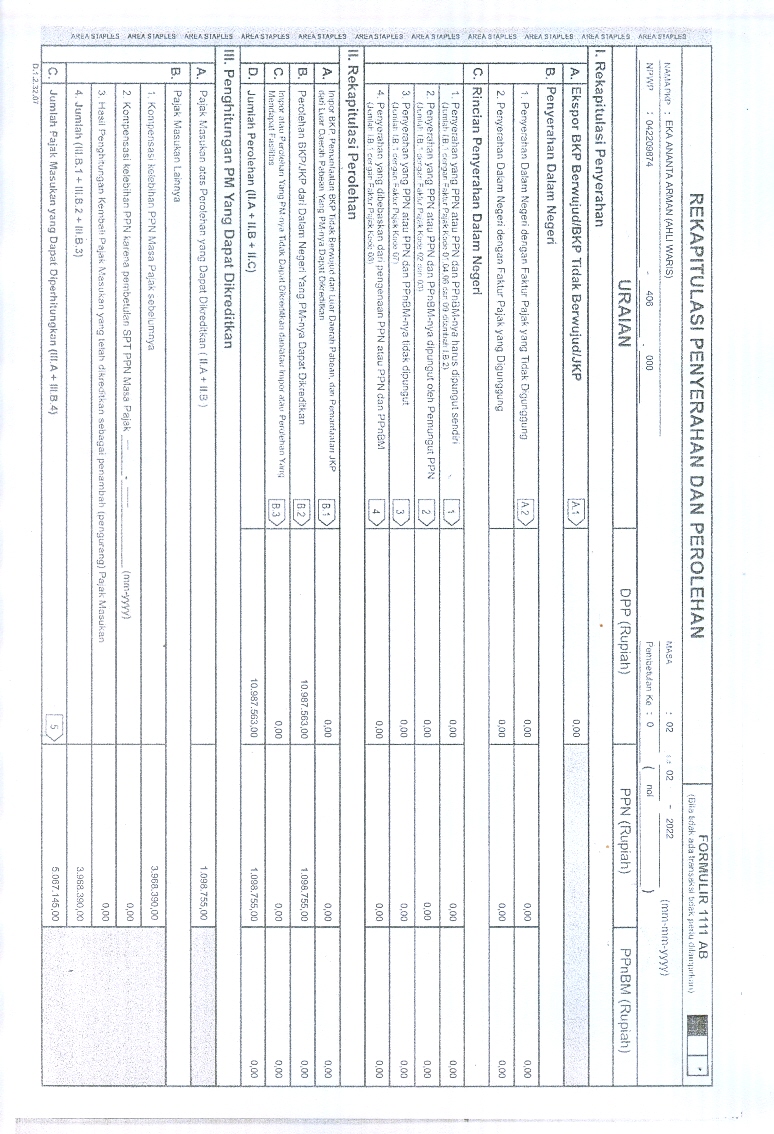 AREA STAPLES AREA STAPLES AREA STAPLES AREA STAPLES AREA STAPLES AREA STAPLES AREA STAPLES AREA STAPLES AREA STAPLES AREA STAPLES AREA STAPLES
REKAPITULASI PENYERAHAN DAN PEROLEHAN
FORMULIR 1111 AB
(Bila tidak ada transaksi tidak perlu dilampirkan)
NAMA PKP : EKA ANANTA ARMAN (AHLI WARIS)
MASA : 02 02 - 2022 (mm-mm-yyyy)
NPWP : 042209874 - 406 . 000
Pembetulan Ke : 0 ( nol )
URAIAN DPP (Rupiah) PPN (Rupiah) PPnBM (Rupiah)
I. Rekapitulasi Penyerahan
A. Ekspor BKP Berwujud/BKP Tidak Berwujud/JKP A.1 0,00
B. Penyerahan Dalam Negeri
1. Penyerahan Dalam Negeri dengan Faktur Pajak yang Tidak Digunggung A.2 0,00 0,00 0,00
2. Penyerahan Dalam Negeri dengan Faktur Pajak yang Digunggung 0,00 0,00 0,00
C. Rincian Penyerahan Dalam Negeri
1. Penyerahan yang PPN atau PPN dan PPnBM-nya harus dipungut sendiri 1 0,00 0,00 0,00
(Jumlah I.B.1 dengan Faktur Pajak Kode 01,04,06 dan 09 ditambah I.B.2)
2. Penyerahan yang PPN atau PPN dan PPnBM-nya dipungut oleh Pemungut PPN 2 0,00 0,00 0,00
(Jumlah I.B.1 dengan Faktur Pajak Kode 02 dan 03)
3. Penyerahan yang PPN atau PPN dan PPnBM-nya tidak dipungut 3 0,00 0,00 0,00
(Jumlah I.B.1 dengan Faktur Pajak Kode 07)
4. Penyerahan yang dibebaskan dari pengenaan PPN atau PPN dan PPnBM 4 0,00 0,00 0,00
(Jumlah I.B.1 dengan Faktur Pajak Kode 08)
II. Rekapitulasi Perolehan
A. Impor BKP, Pemanfaatan BKP Tidak Berwujud dari Luar Daerah Pabean, dan Pemanfaatan JKP
dari Luar Daerah Pabean Yang PM-nya Dapat Dikreditkan B.1 0,00 0,00 0,00
B. Perolehan BKP/JKP dari Dalam Negeri Yang PM-nya Dapat Dikreditkan B.2 10.987.563,00 1.098.755,00 0,00
C. Impor atau Perolehan Yang PM-nya Tidak Dapat Dikreditkan dan/atau Impor atau Perolehan Yang
Mendapat Fasilitas B.3 0,00 0,00 0,00
D. Jumlah Perolehan (II.A + II.B + II.C) 10.987.563,00 1.098.755,00 0,00
III. Penghitungan PM Yang Dapat Dikreditkan
A. Pajak Masukan atas Perolehan yang Dapat Dikreditkan ( II.A + II.B ) 1.098.755,00
B. Pajak Masukan Lainnya
1. Kompensasi kelebihan PPN Masa Pajak sebelumnya 3.968.390,00
2. Kompensasi kelebihan PPN karena pembetulan SPT PPN Masa Pajak - (mm-yyyy) 0,00
3. Hasil Penghitungan Kembali Pajak Masukan yang telah dikreditkan sebagai penambah (pengurang) Pajak Masukan 0,00
4. Jumlah (III.B.1 + III.B.2 + III.B.3) 3.968.390,00
C. Jumlah Pajak Masukan yang Dapat Diperhitungkan (III.A + III.B.4) 5 5.067.145,00
D.1.2.32.07